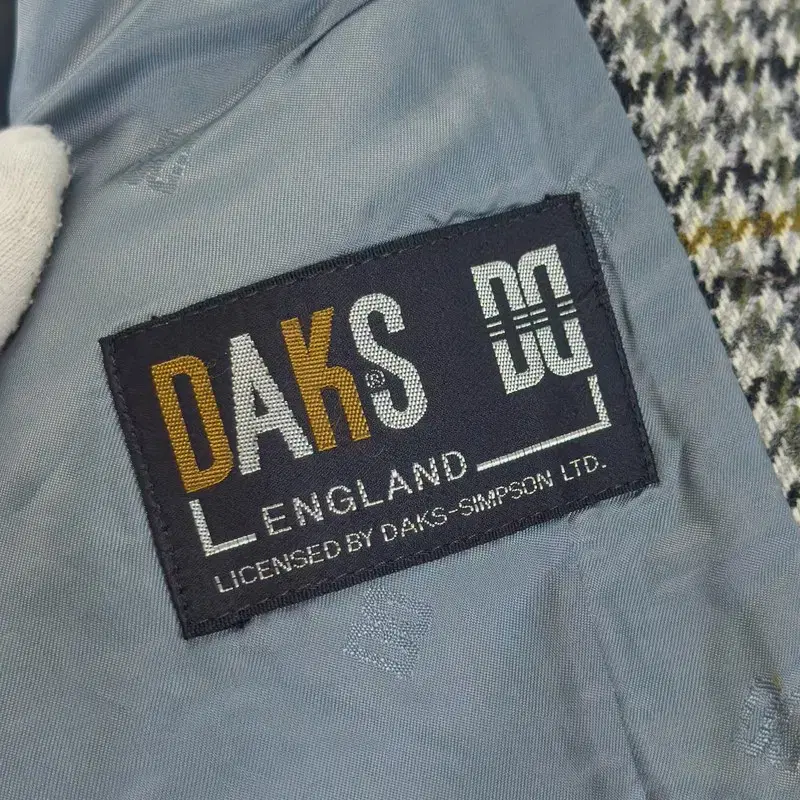 DAKS® DD
ENGLAND
LICENSED BY DAKS-SIMPSON LTD.